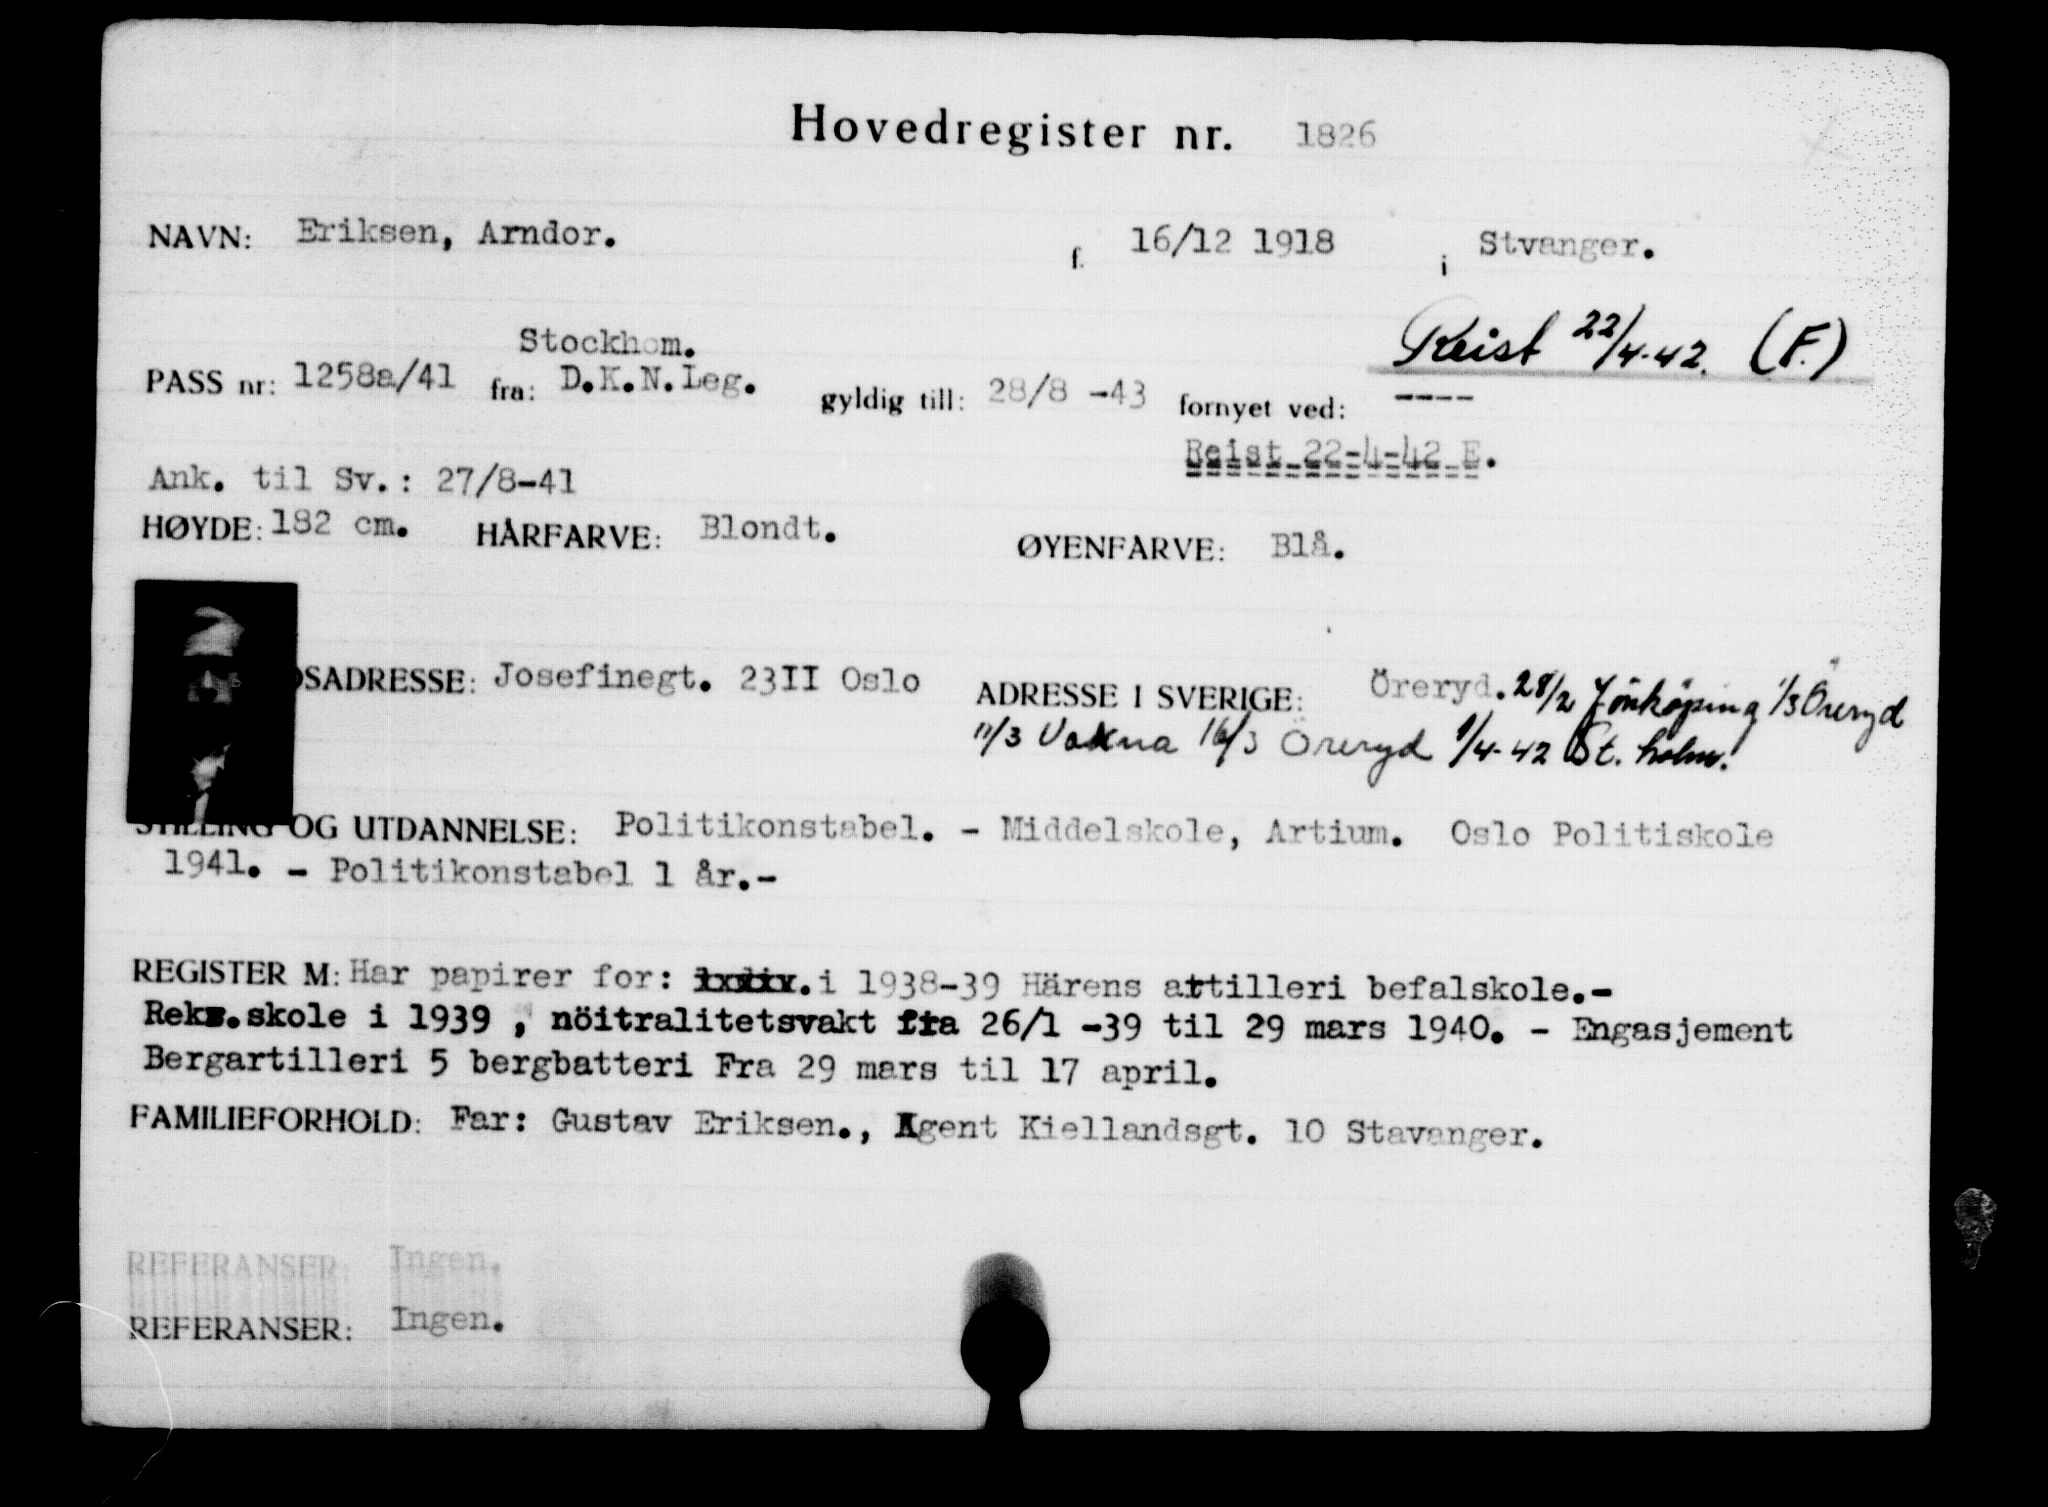 Hovedregister nr. 1826
NAVN: Eriksen, Arndor. f. 16/12 1918 i Stvanger.
Reist 22/4-42. (F.)
Stockhom.
PASS nr: 1258a/41 fra: D.K.N.Leg. gyldig till: 28/8 -43 fornyet ved: ----
Reist 22-4-42 E.
Ank. til Sv.: 27/8-41
HØYDE: 182 cm. HÅRFARVE: Blondt. ØYENFARVE: Blå.
OSADRESSE: Josefinegt. 23II Oslo ADRESSE I SVERIGE: Öreryd. 28/2 Jönköping 1/3 Öreryd
11/3 Voxna 16/3 Öreryd 9/4-42 St. holm.
STILLING OG UTDANNELSE: Politikonstabel. - Middelskole, Artium. Oslo Politiskole
1941. - Politikonstabel 1 år.-
REGISTER M: Har papirer for: i 1938-39 Härens artilleri befalskole.-
Rekr.skole i 1939 , nöitralitetsvakt fra 26/1 -39 til 29 mars 1940. - Engasjement
Bergartilleri 5 bergbatteri Fra 29 mars til 17 april.
FAMILIEFORHOLD: Far: Gustav Eriksen., Agent Kiellandsgt. 10 Stavanger.
REFERANSER: Ingen.
REFERANSER: Ingen.